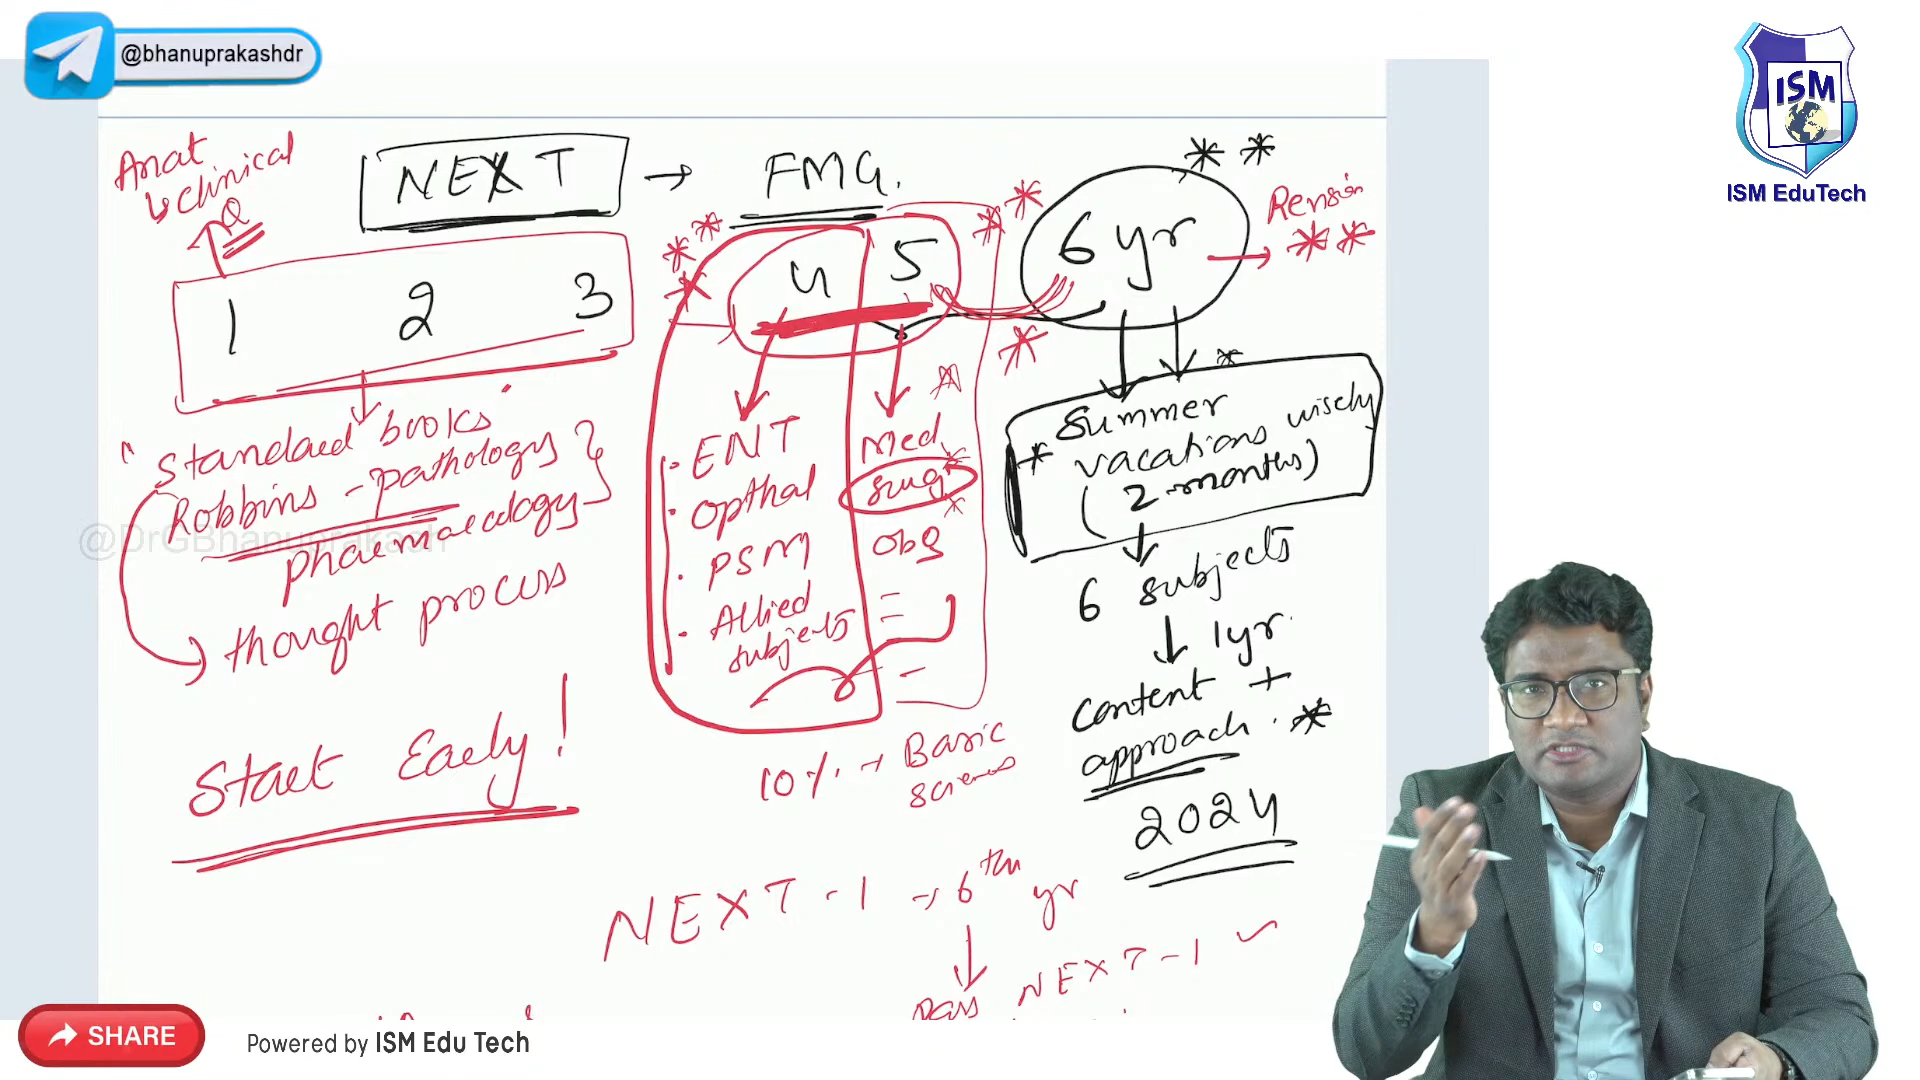 @bhanuprakashdr
ISM
ISM EduTech
Anat
clinical
NEXT → FMG.
6 yr
Revision
1 2 3
4 5
"Standard books"
Robbins - pathology
pharmacology
thought process
Start Early!
ENT
opthal
PSM
Allied
subjects
Med
surg
obg
10% → Basic
sciences
Summer
vacations wisely
(2 months)
6 subjects
1yr.
content +
approach.
2024
NEXT-1 → 6th yr
Pass NEXT-1
@DrGBhanuprakash
SHARE
Powered by ISM Edu Tech